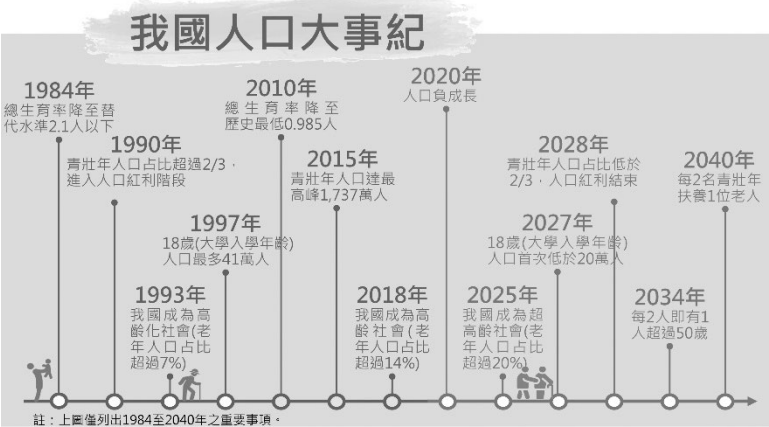 我國人口大事紀
1984年
總生育率降至替
代水準2.1人以下
1990年
青壯年人口占比超過2/3，
進入人口紅利階段
1993年
我國成為高
齡化社會(老
年人口占比
超過7%)
1997年
18歲(大學入學年齡)
人口最多41萬人
2010年
總生育率降至
歷史最低0.985人
2015年
青壯年人口達最
高峰1,737萬人
2018年
我國成為高
齡社會(老
年人口占比
超過14%)
2020年
人口負成長
2025年
我國成為超
高齡社會(老
年人口占比
超過20%)
2027年
18歲(大學入學年齡)
人口首次低於20萬人
2028年
青壯年人口占比低於
2/3，人口紅利結束
2034年
每2人即有1
人超過50歲
2040年
每2名青壯年
扶養1位老人
註：上圖僅列出1984至2040年之重要事項。